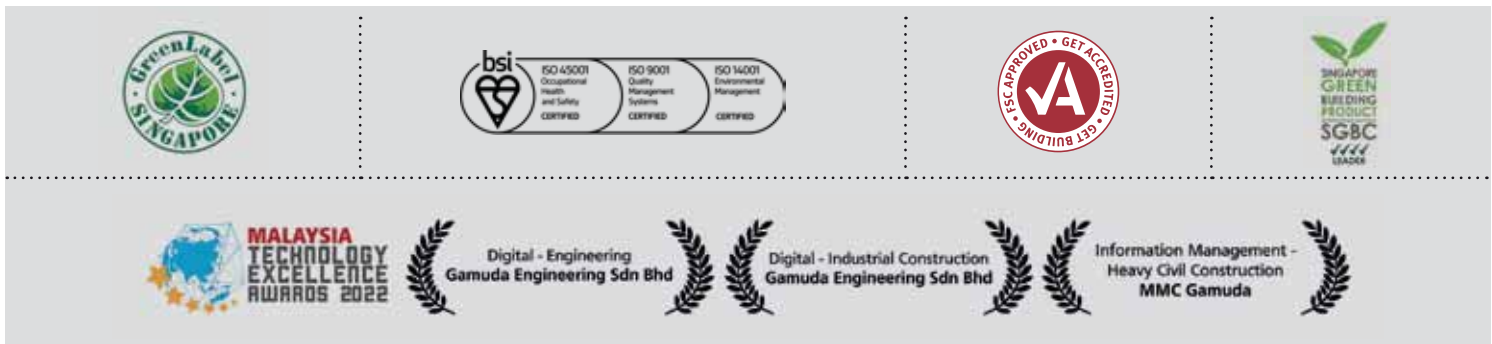 GreenLabel
SINGAPORE
bsi
ISO 45001
Occupational
Health
and Safety
CERTIFIED
ISO 9001
Quality
Management
Systems
CERTIFIED
ISO 14001
Environmental
Management
CERTIFIED
FSC APPROVED • GET ACCREDITED • GET BUILDING •
SINGAPORE
GREEN
BUILDING
PRODUCT
SGBC
LEADER
MALAYSIA
TECHNOLOGY
EXCELLENCE
AWARDS 2022
Digital - Engineering
Gamuda Engineering Sdn Bhd
Digital - Industrial Construction
Gamuda Engineering Sdn Bhd
Information Management -
Heavy Civil Construction
MMC Gamuda